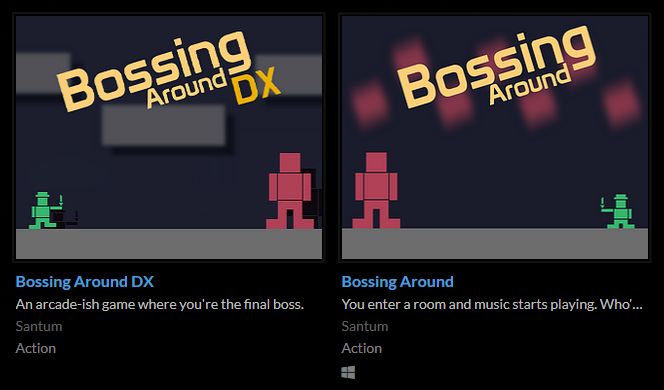 Bossing
Around DX
Bossing Around DX
An arcade-ish game where you're the final boss.
Santum
Action
Bossing
Around
Bossing Around
You enter a room and music starts playing. Who'...
Santum
Action